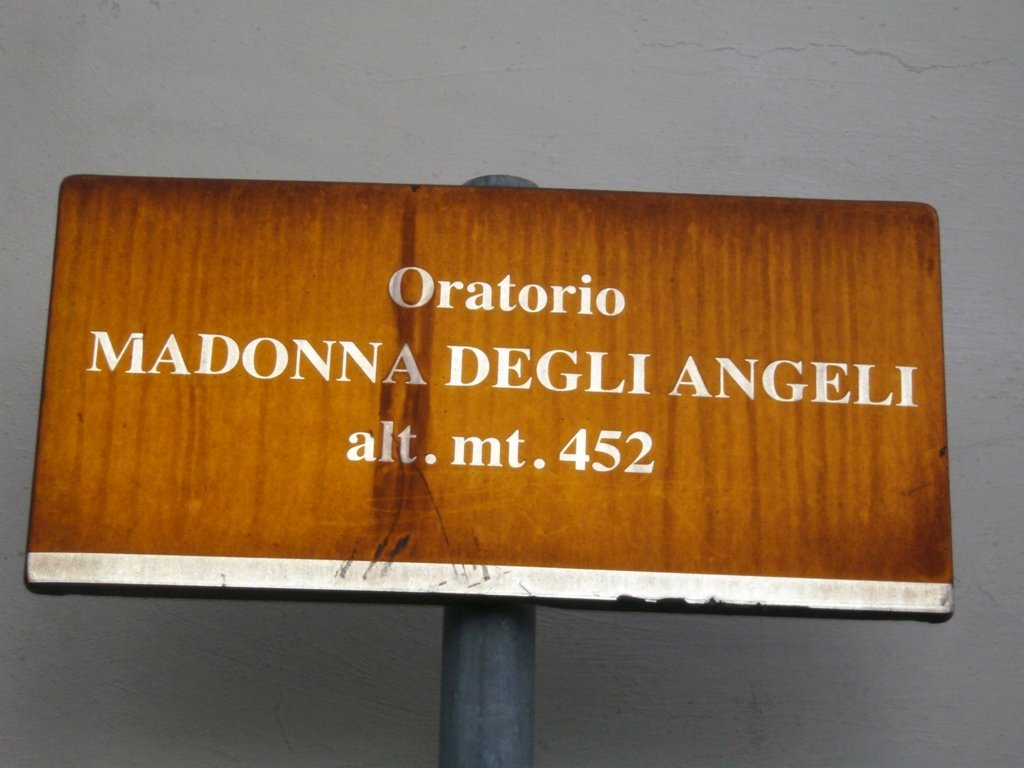 Oratorio
MADONNA DEGLI ANGELI
alt. mt. 452